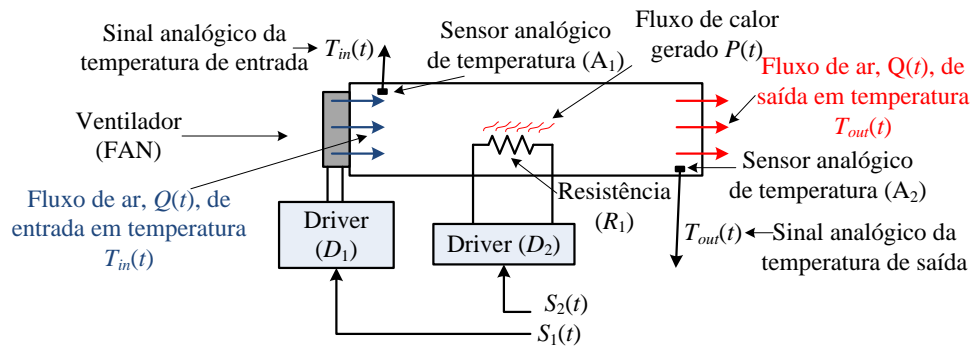 Sinal analógico da
temperatura de entrada
T_in(t)
Sensor analógico
de temperatura (A₁)
Fluxo de calor
gerado P(t)
Fluxo de ar, Q(t), de
saída em temperatura
T_out(t)
Ventilador
(FAN)
Fluxo de ar, Q(t), de
entrada em temperatura
T_in(t)
Resistência
(R₁)
Sensor analógico
de temperatura (A₂)
Driver
(D₁)
Driver (D₂)
T_out(t)
Sinal analógico da
temperatura de saída
S₂(t)
S₁(t)